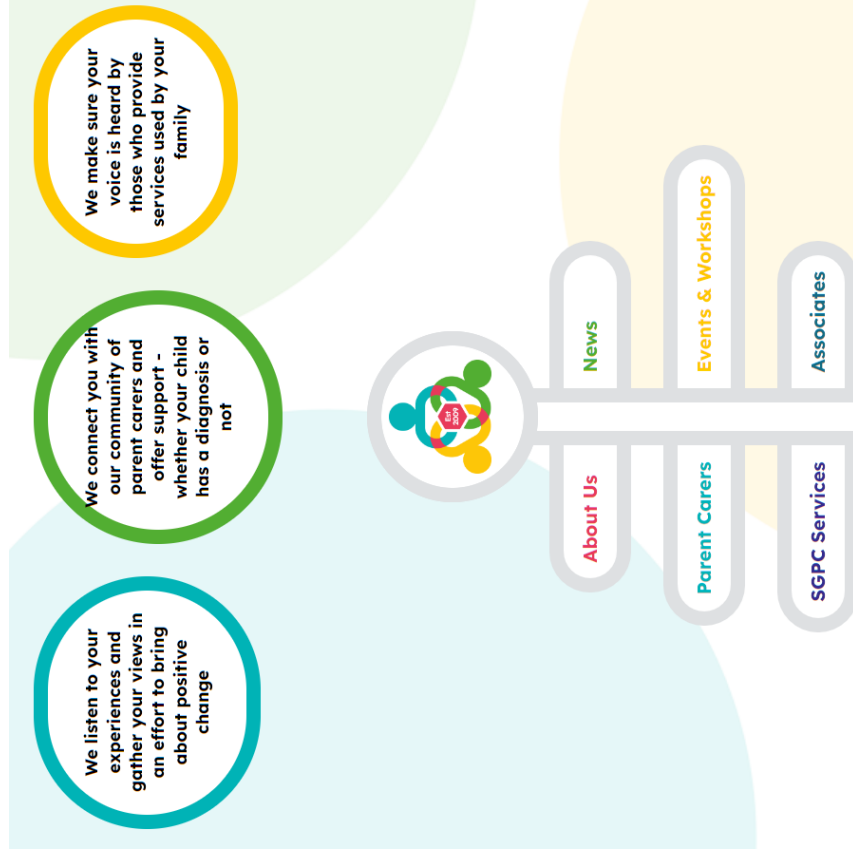 We listen to your
experiences and
gather your views in
an effort to bring
about positive
change
We connect you with
our community of
parent carers and
offer support -
whether your child
has a diagnosis or
not
We make sure your
voice is heard by
those who provide
services used by your
family
Est
2009
About Us
News
Parent Carers
Events & Workshops
SGPC Services
Associates